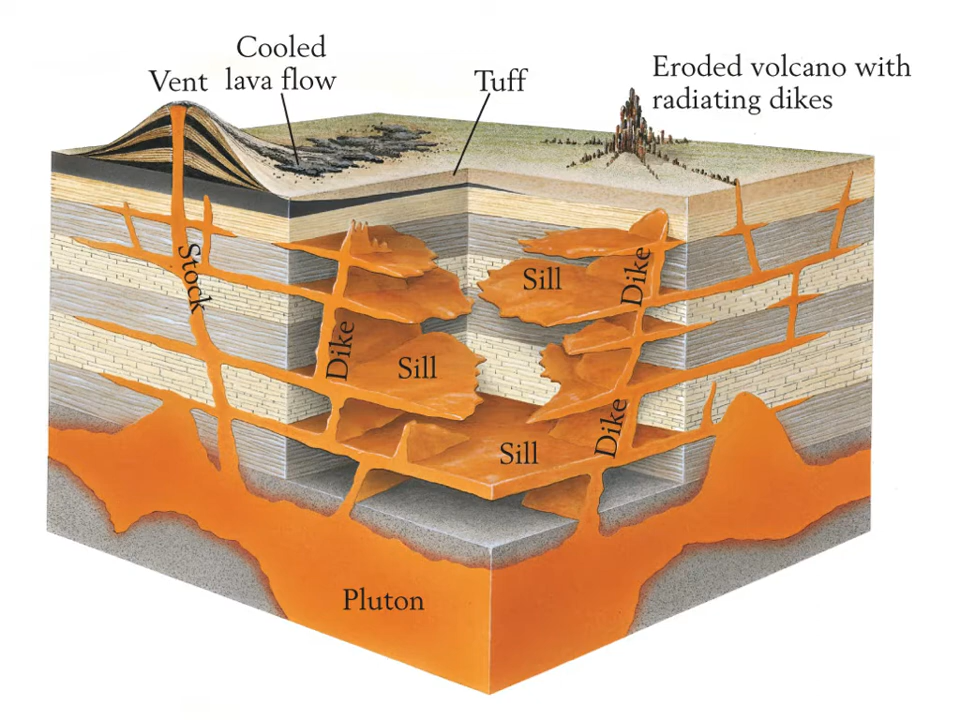 Cooled
lava flow
Vent
Tuff
Eroded volcano with
radiating dikes
Stock
Sill
Dike
Dike
Sill
Dike
Sill
Pluton